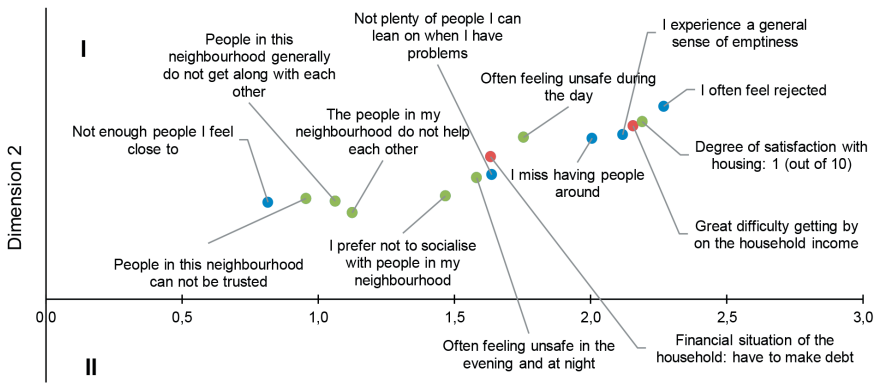 I
Not plenty of people I can
lean on when I have
problems
I experience a general
sense of emptiness
People in this
neighbourhood generally
do not get along with each
other
Often feeling unsafe during
the day
I often feel rejected
The people in my
neighbourhood do not help
each other
Not enough people I feel
close to
Degree of satisfaction with
housing: 1 (out of 10)
I miss having people
around
Dimension 2
Great difficulty getting by
on the household income
I prefer not to socialise
with people in my
neighbourhood
People in this neighbourhood
can not be trusted
0,0 0,5 1,0 1,5 2,0 2,5 3,0
Often feeling unsafe in the
evening and at night
Financial situation of the
household: have to make debt
II